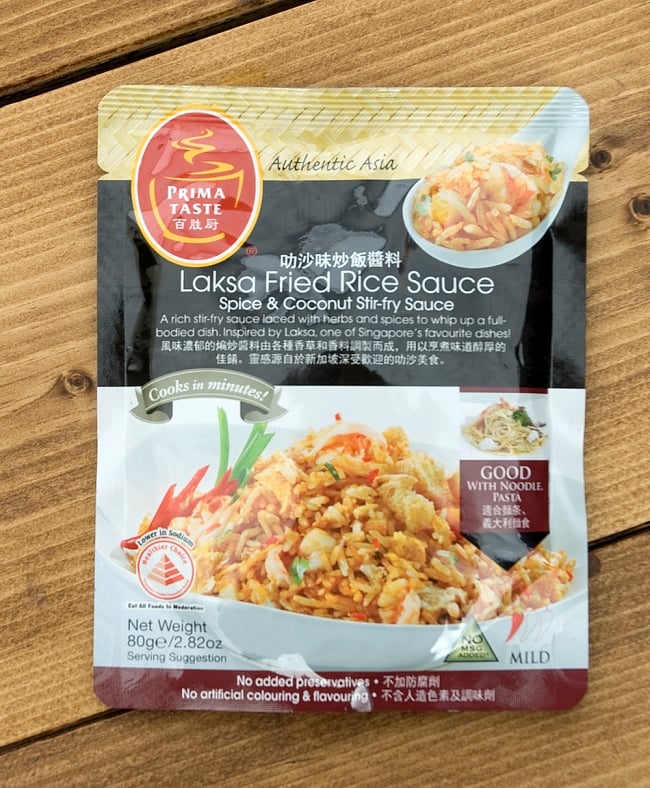 Authentic Asia
PRIMA
TASTE
百胜厨
®
叻沙味炒飯醬料
Laksa Fried Rice Sauce
Spice & Coconut Stir-fry Sauce
A rich stir-fry sauce laced with herbs and spices to whip up a full-
bodied dish. Inspired by Laksa, one of Singapore's favourite dishes!
風味濃郁的煸炒醬料由各種香草和香料調製而成，用以烹煮味道醇厚的
佳餚。靈感源自於新加坡深受歡迎的叻沙美食。
Cooks in minutes!
GOOD
WITH NOODLE,
PASTA
適合麵条、
義大利麵食
Lower in Sodium
Healthier Choice
Eat All Foods In Moderation
Net Weight
80g℮/2.82oz
Serving Suggestion
NO
MSG
ADDED*
MILD
No added preservatives • 不加防腐劑
No artificial colouring & flavouring • 不含人造色素及調味劑